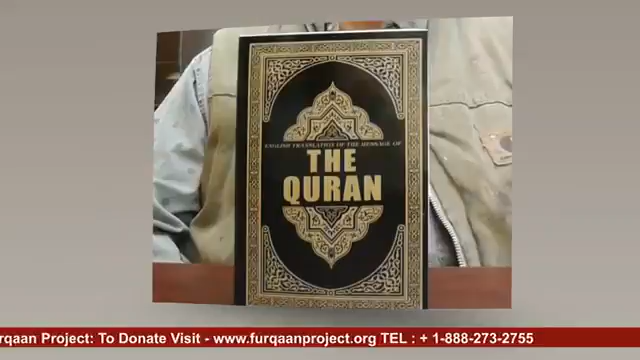 ENGLISH TRANSLATION OF THE MESSAGE OF
THE
QURAN
rqaan Project: To Donate Visit - www.furqaanproject.org TEL : + 1-888-273-2755